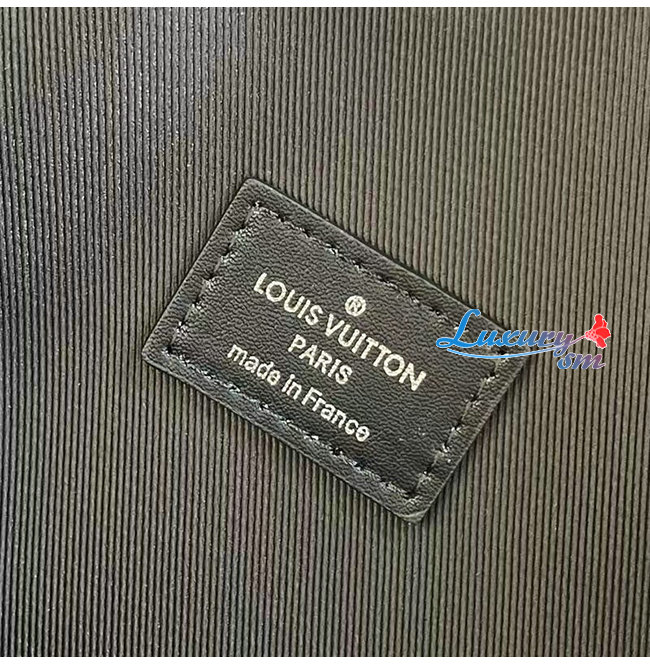 ®
LOUIS VUITTON
PARIS
made in France
Luxury
sm